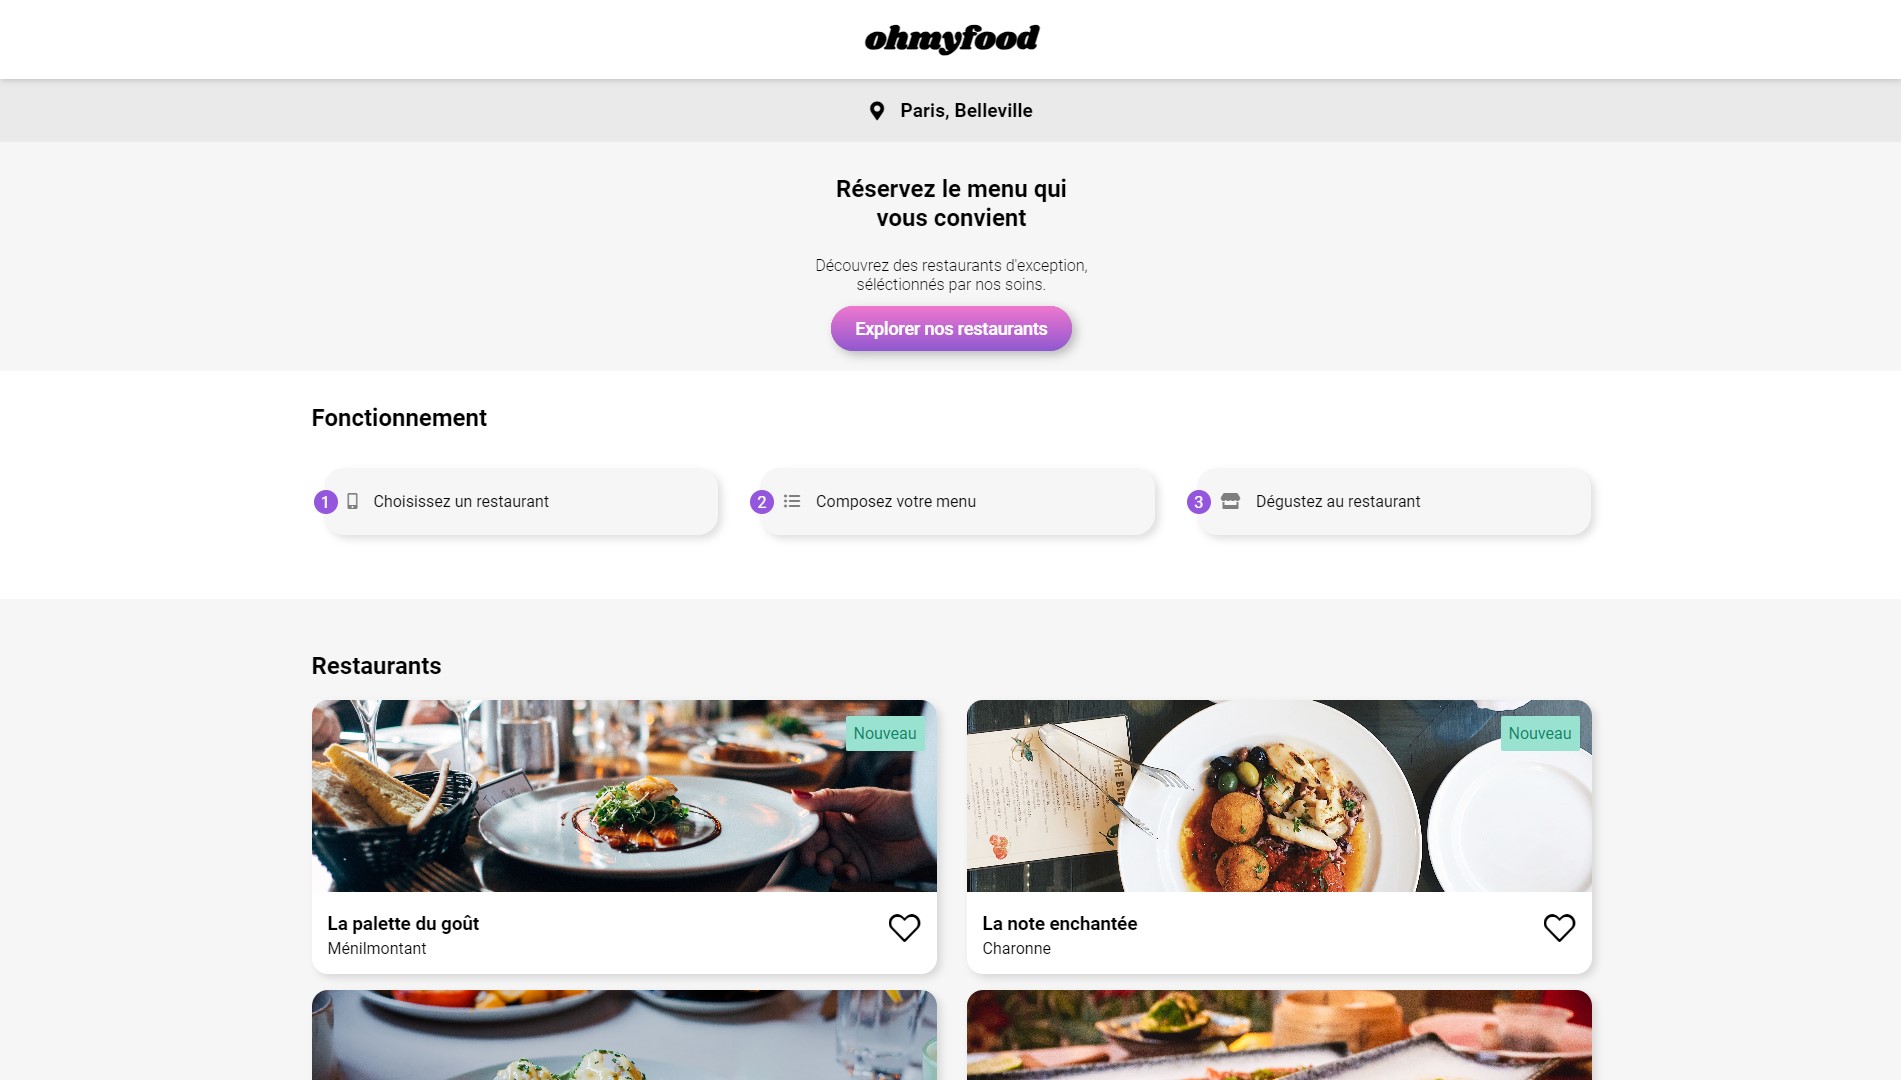 ohmyfood
Paris, Belleville
Réservez le menu qui
vous convient
Découvrez des restaurants d'exception,
séléctionnés par nos soins.
Explorer nos restaurants
Fonctionnement
1 Choisissez un restaurant
2 Composez votre menu
3 Dégustez au restaurant
Restaurants
Nouveau
La palette du goût
Ménilmontant
Nouveau
La note enchantée
Charonne